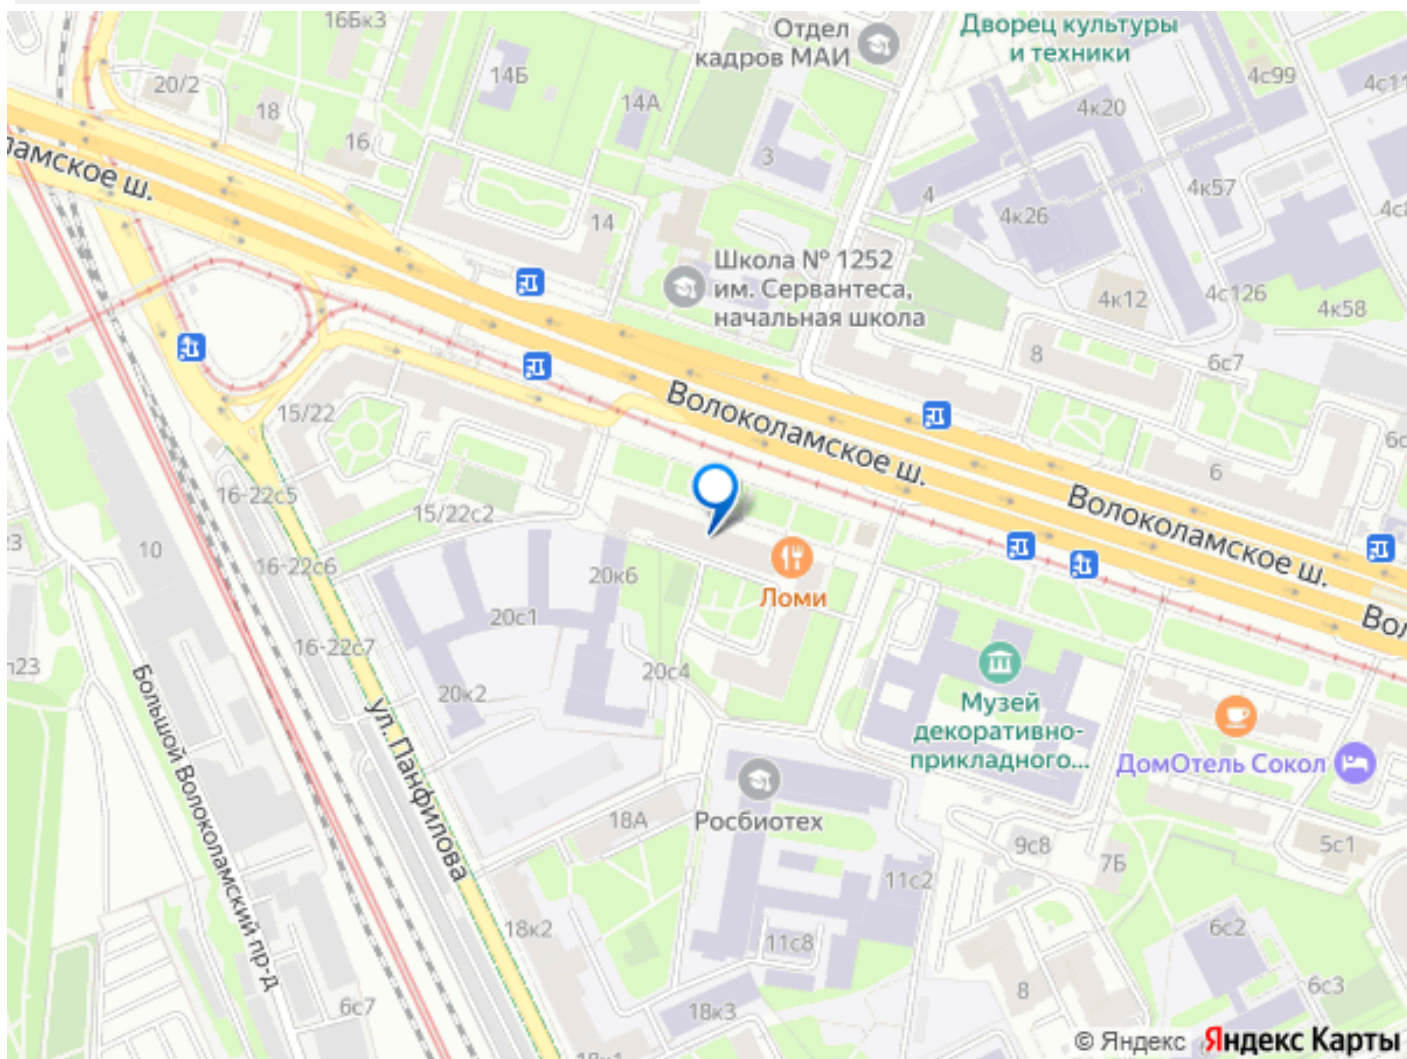 16Бк3
Отдел
кадров МАИ
Дворец культуры
и техники
14Б
20/2
14А
18
16
4с99
4к20
3
ламское ш.
4
4к57
4к26
14
Школа № 1252
им. Сервантеса,
начальная школа
4к12
4с126
4к58
8
6с7
15/22
Волоколамское ш.
6
Волоколамское ш.
16-22с5
15/22с2
10
16-22с6
20к6
Ломи
20с1
16-22с7
20с4
20к2
Музей
декоративно-
прикладного...
ДомОтель Сокол
Большой Волоколамский пр-д
ул. Панфилова
18А
Росбиотех
9с8
7Б
5с1
11с2
18к2
11с8
6с2
8
6с3
6с7
18к3
© Яндекс Яндекс Карты